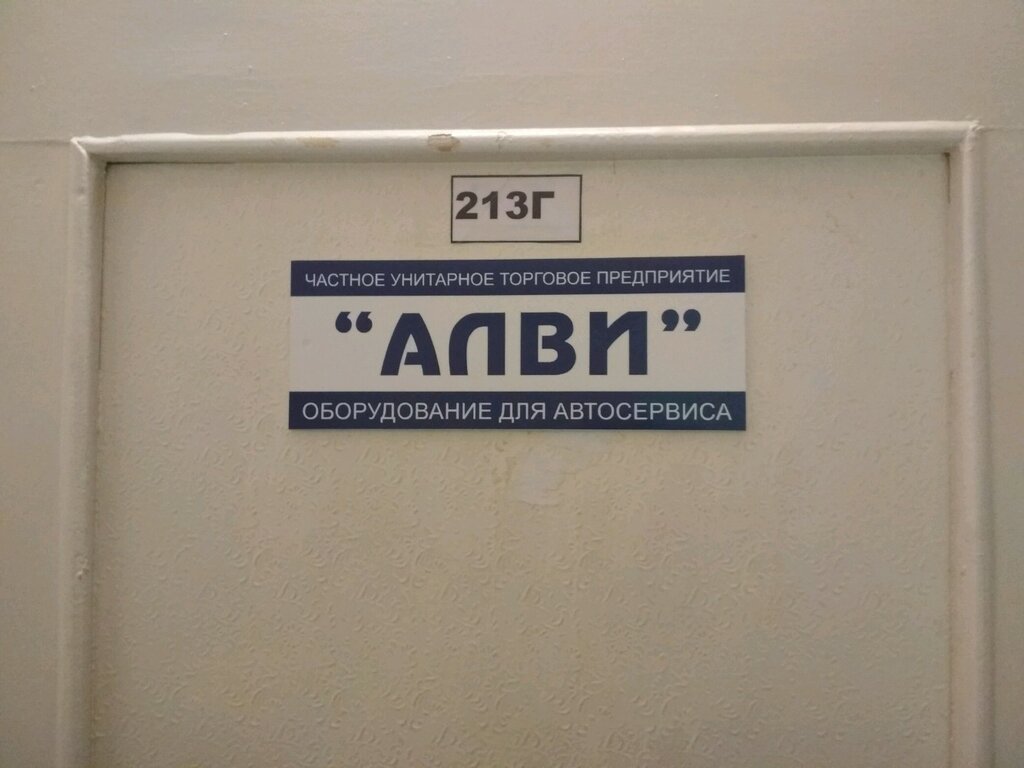 213Г
ЧАСТНОЕ УНИТАРНОЕ ТОРГОВОЕ ПРЕДПРИЯТИЕ
“АЛВИ”
ОБОРУДОВАНИЕ ДЛЯ АВТОСЕРВИСА